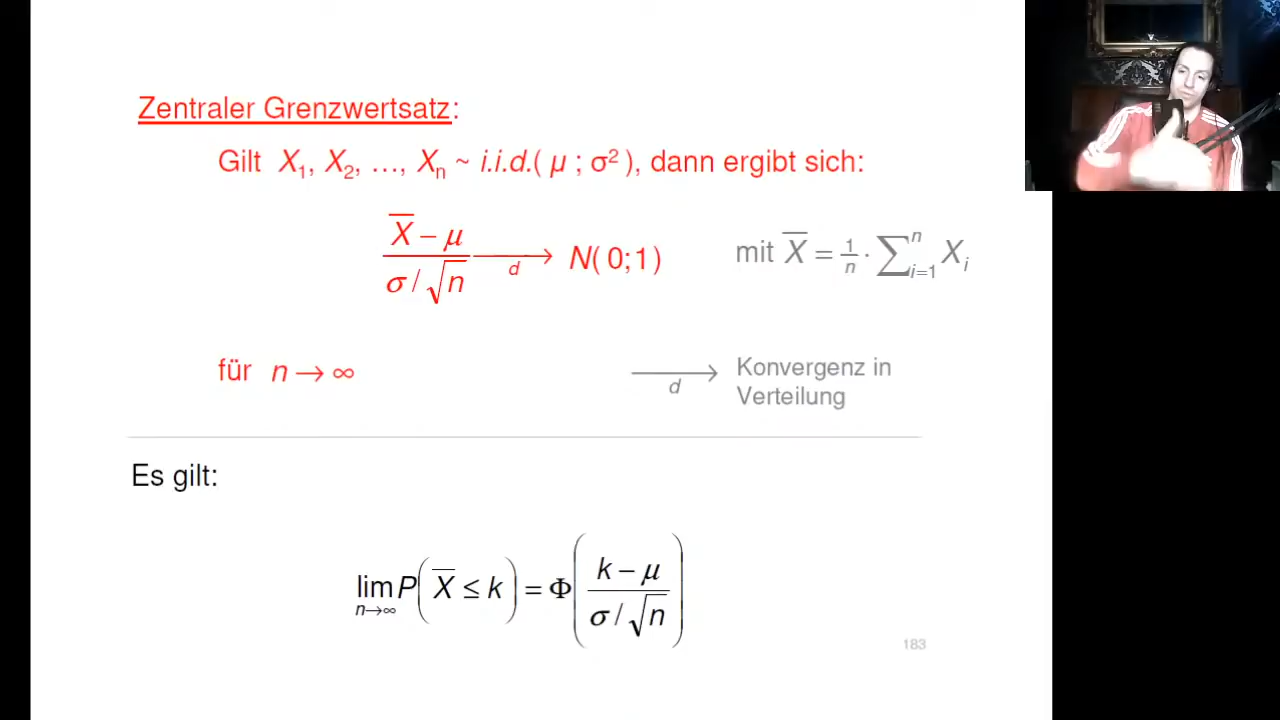 Zentraler Grenzwertsatz:
Gilt X₁, X₂, …, Xₙ ~ i.i.d.( μ ; σ² ), dann ergibt sich:
(X̅ − μ) / (σ / √n) →d N( 0;1 )
mit X̅ = 1/n · ∑ⁿᵢ₌₁ Xᵢ
für n → ∞
→d Konvergenz in
Verteilung
Es gilt:
lim n→∞ P( X̅ ≤ k ) = Φ( (k − μ) / (σ / √n) )
183